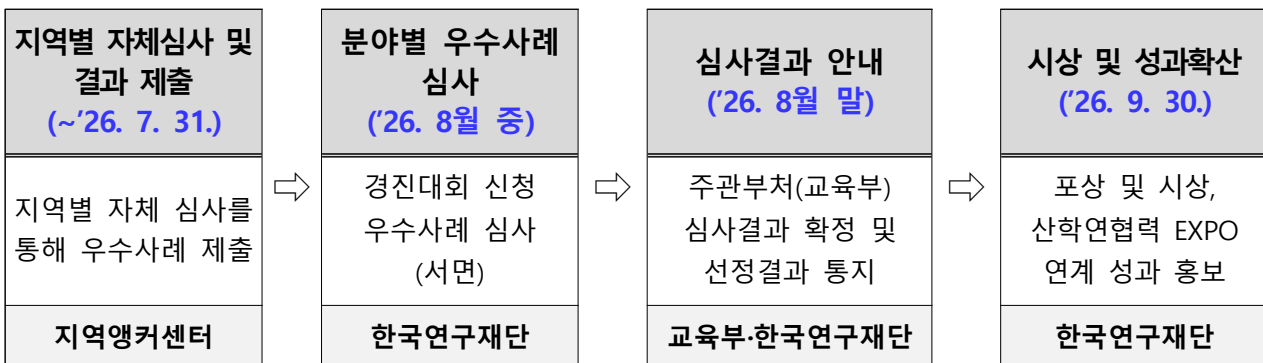 지역별 자체심사 및
결과 제출
(~’26. 7. 31.)
지역별 자체 심사를
통해 우수사례 제출
지역앵커센터
⇨
분야별 우수사례
심사
(’26. 8월 중)
경진대회 신청
우수사례 심사
(서면)
한국연구재단
⇨
심사결과 안내
(’26. 8월 말)
주관부처(교육부)
심사결과 확정 및
선정결과 통지
교육부·한국연구재단
⇨
시상 및 성과확산
(’26. 9. 30.)
포상 및 시상,
산학연협력 EXPO
연계 성과 홍보
한국연구재단